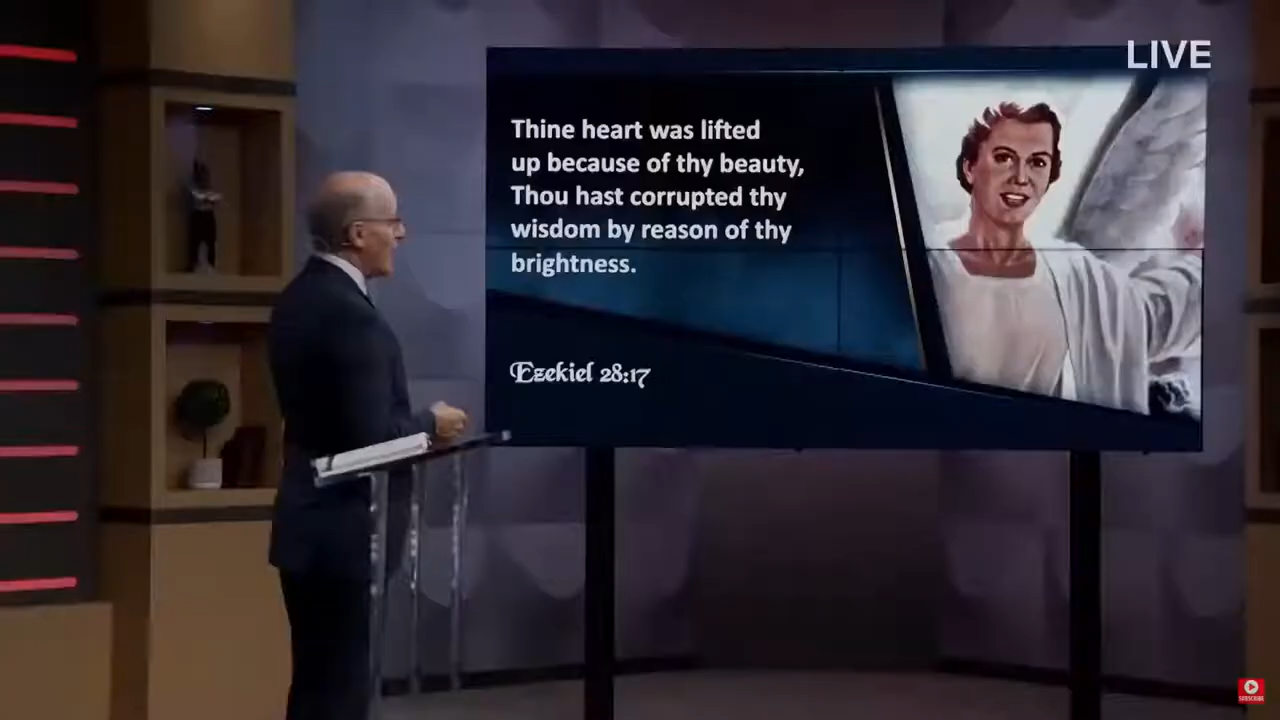 LIVE
Thine heart was lifted
up because of thy beauty,
Thou hast corrupted thy
wisdom by reason of thy
brightness.
Ezekiel 28:17
SUBSCRIBE